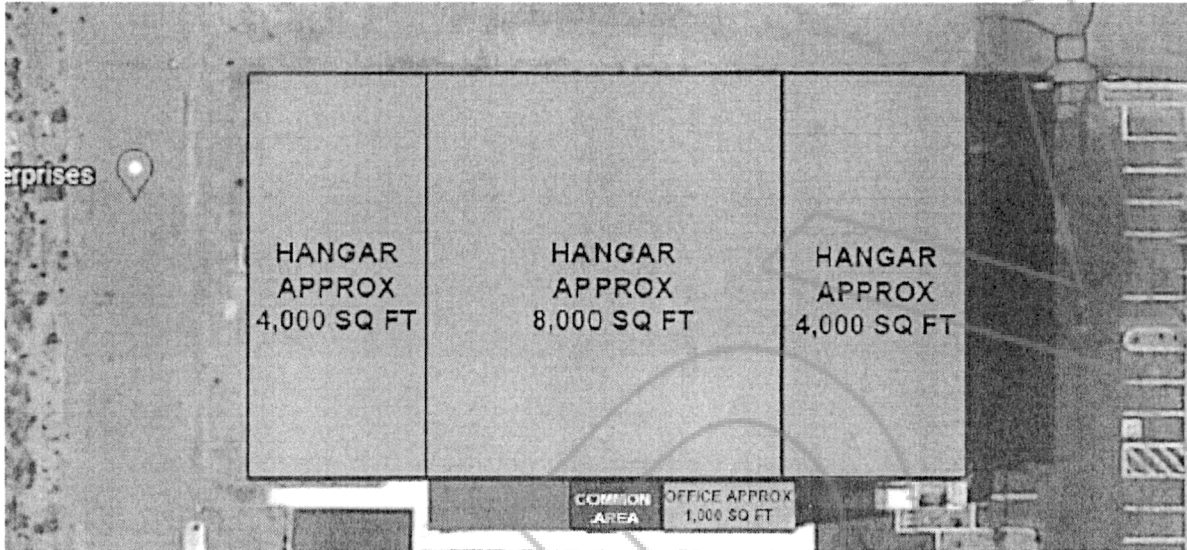 erprises
HANGAR
APPROX
4,000 SQ FT
HANGAR
APPROX
8,000 SQ FT
HANGAR
APPROX
4,000 SQ FT
COMMON
AREA
OFFICE APPROX
1,000 SQ FT